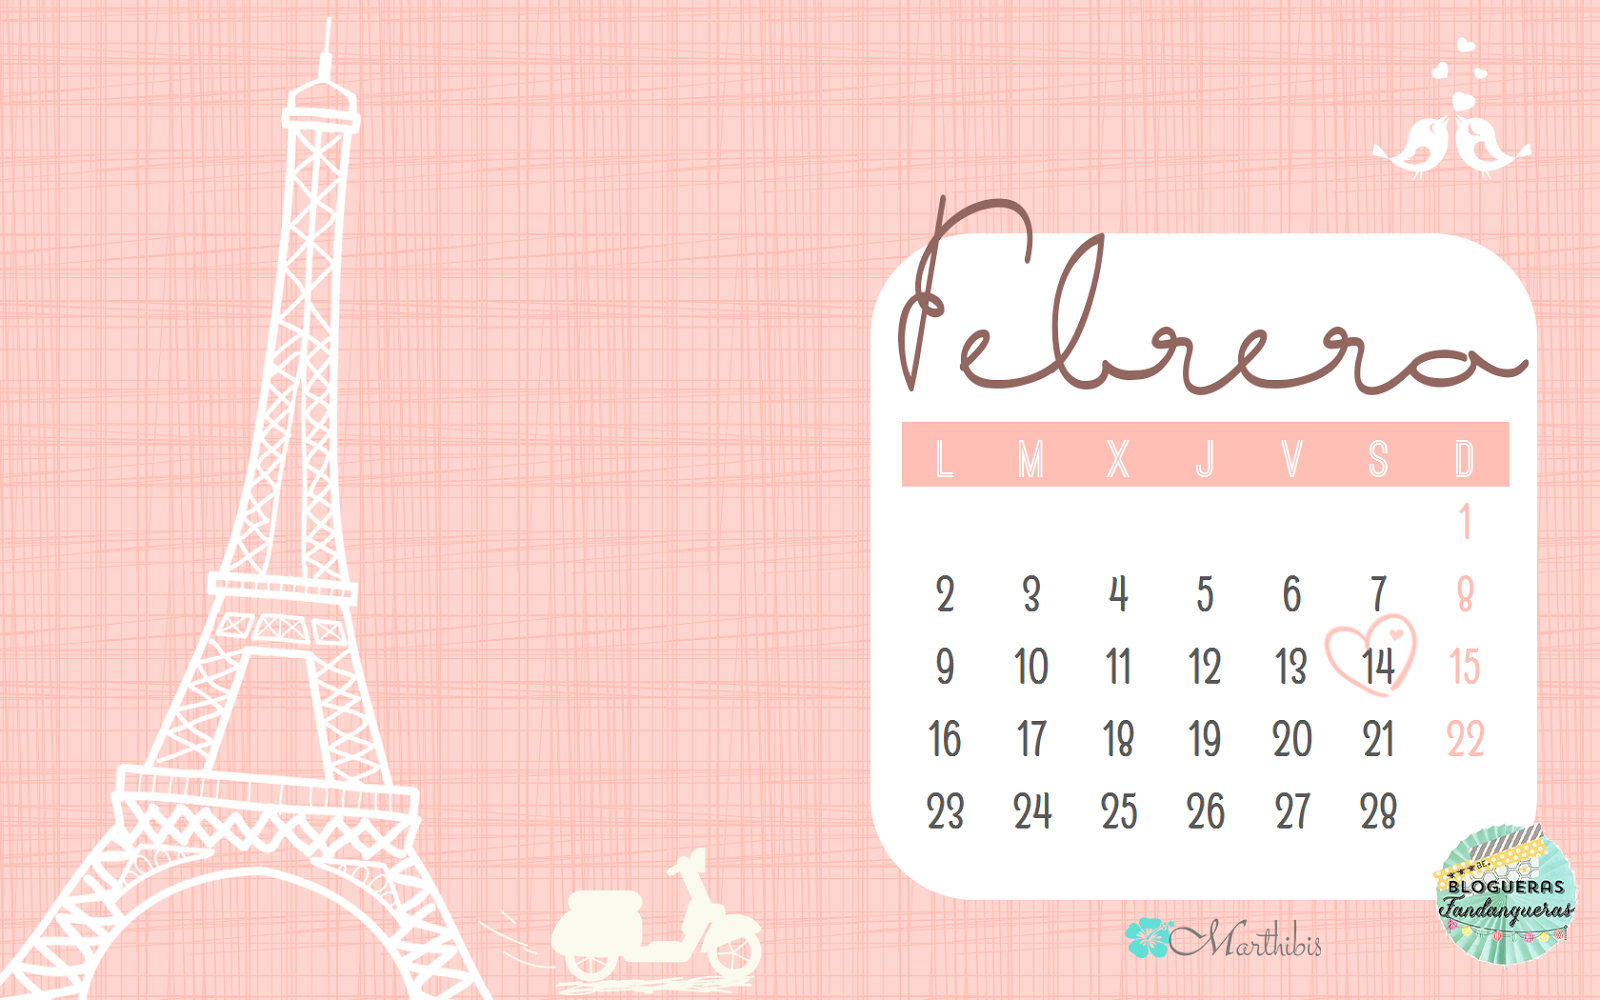 Febrero
L M X J V S D
1
2 3 4 5 6 7 8
9 10 11 12 13 14 15
16 17 18 19 20 21 22
23 24 25 26 27 28
Marthibis
BE.
BLOGUERAS
Fandangueras